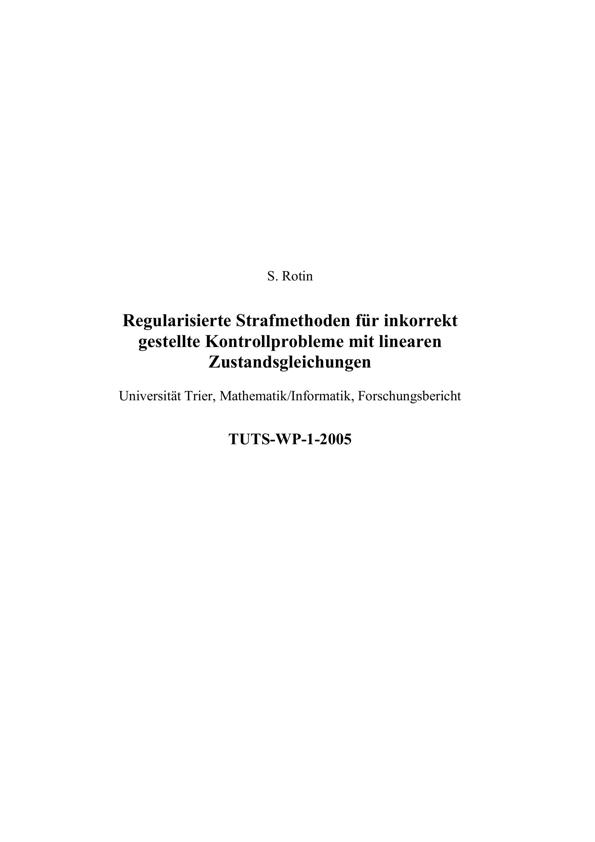 S. Rotin
Regularisierte Strafmethoden für inkorrekt
gestellte Kontrollprobleme mit linearen
Zustandsgleichungen
Universität Trier, Mathematik/Informatik, Forschungsbericht
TUTS-WP-1-2005